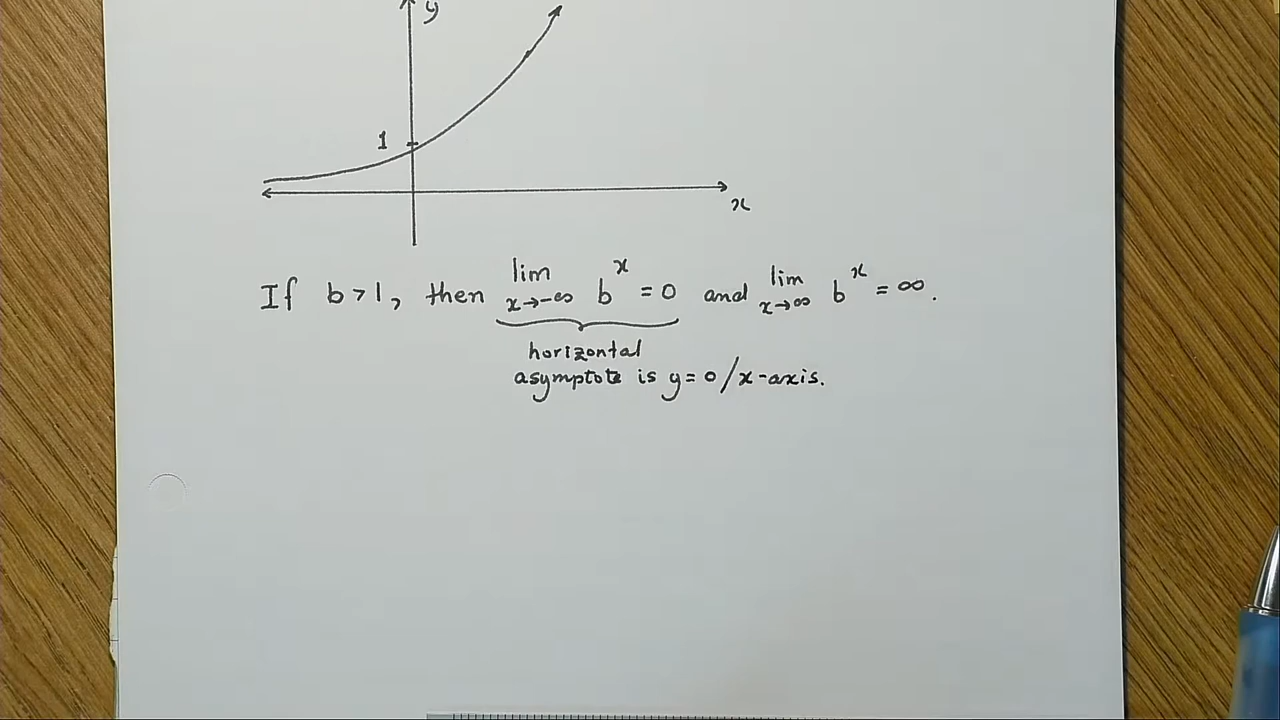 y
1
x
If b > 1, then lim x→-∞ b^x = 0 and lim x→∞ b^x = ∞.
horizontal
asymptote is y = 0 / x-axis.